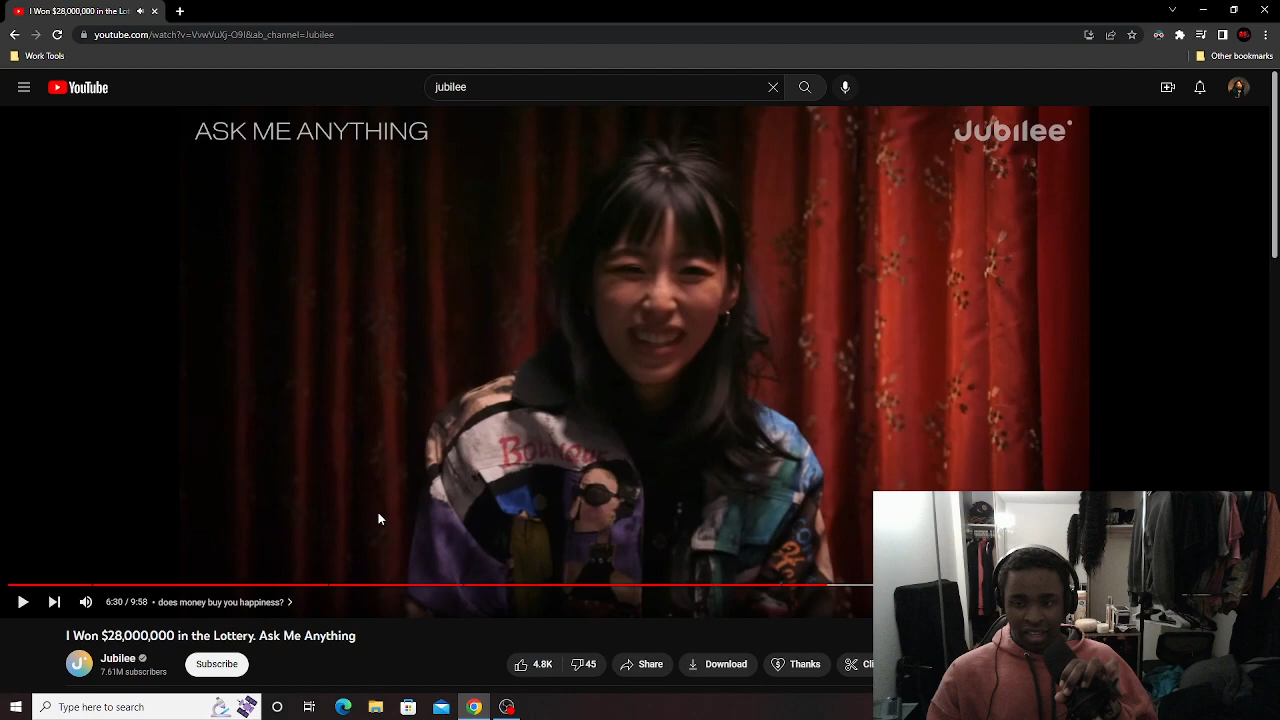 I Won $28,000,000 in the Lott
youtube.com/watch?v=VvwVuXj-O9I&ab_channel=Jubilee
Work Tools
Other bookmarks
YouTube
jubilee
ASK ME ANYTHING
Jubilee
Bonjour
6:30 / 9:58 • does money buy you happiness? >
I Won $28,000,000 in the Lottery. Ask Me Anything
Jubilee
7.61M subscribers
Subscribe
4.8K
45
Share
Download
Thanks
Cli
Type here to search